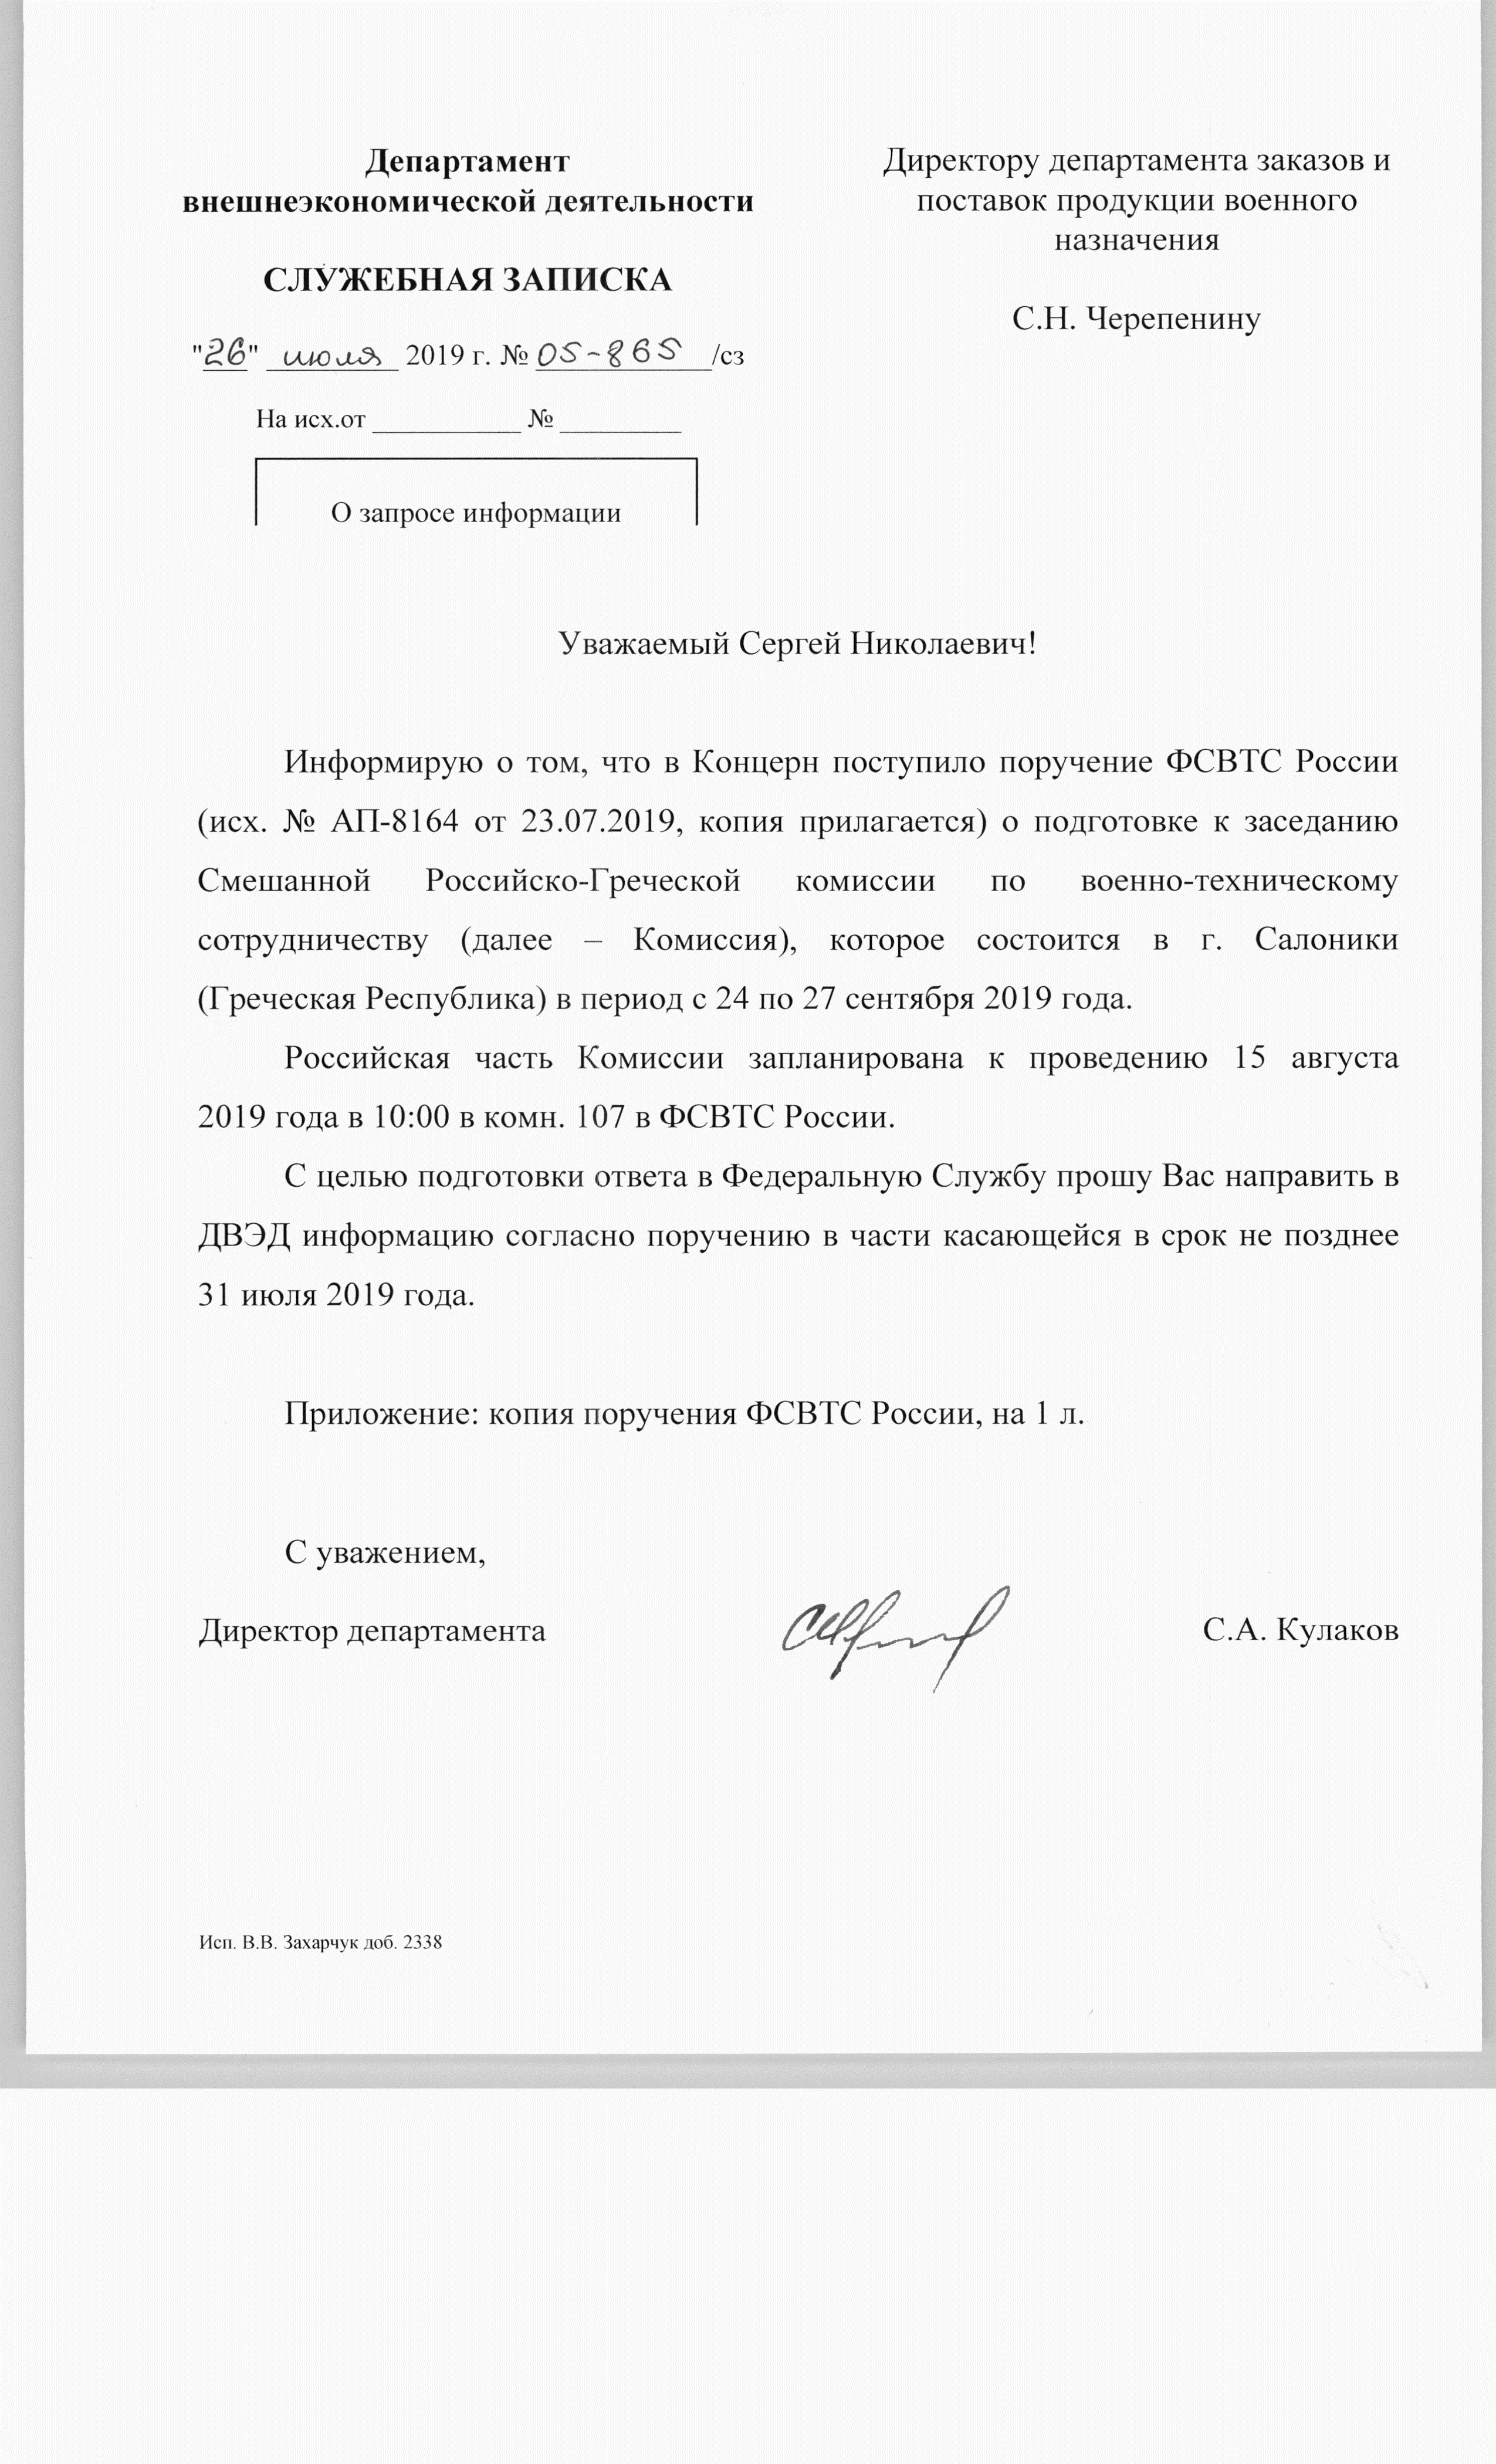 Департамент
внешнеэкономической деятельности
СЛУЖЕБНАЯ ЗАПИСКА
"26" июля 2019 г. № 05-865 /сз
На исх.от ___________ № _________
О запросе информации
Директору департамента заказов и
поставок продукции военного
назначения
С.Н. Черепенину
Уважаемый Сергей Николаевич!
Информирую о том, что в Концерн поступило поручение ФСВТС России
(исх. № АП-8164 от 23.07.2019, копия прилагается) о подготовке к заседанию
Смешанной Российско-Греческой комиссии по военно-техническому
сотрудничеству (далее – Комиссия), которое состоится в г. Салоники
(Греческая Республика) в период с 24 по 27 сентября 2019 года.
Российская часть Комиссии запланирована к проведению 15 августа
2019 года в 10:00 в комн. 107 в ФСВТС России.
С целью подготовки ответа в Федеральную Службу прошу Вас направить в
ДВЭД информацию согласно поручению в части касающейся в срок не позднее
31 июля 2019 года.
Приложение: копия поручения ФСВТС России, на 1 л.
С уважением,
Директор департамента С.А. Кулаков
Исп. В.В. Захарчук доб. 2338